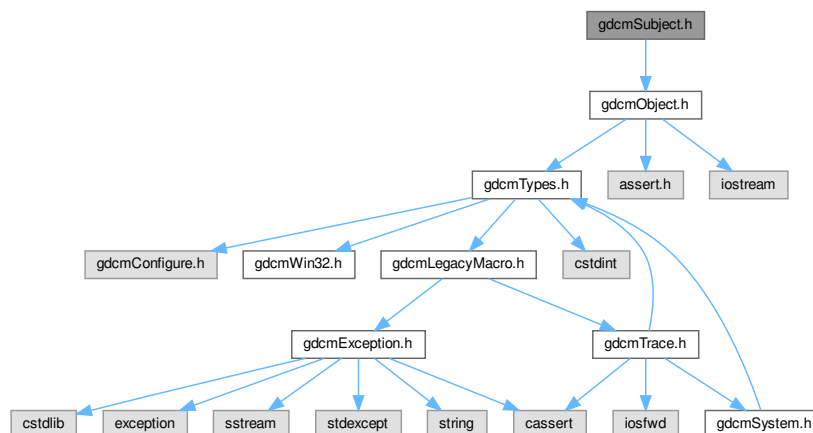 gdcmSubject.h
gdcmObject.h
gdcmTypes.h
assert.h
iostream
gdcmConfigure.h
gdcmWin32.h
gdcmLegacyMacro.h
cstdint
gdcmException.h
gdcmTrace.h
cstdlib
exception
sstream
stdexcept
string
cassert
iosfwd
gdcmSystem.h